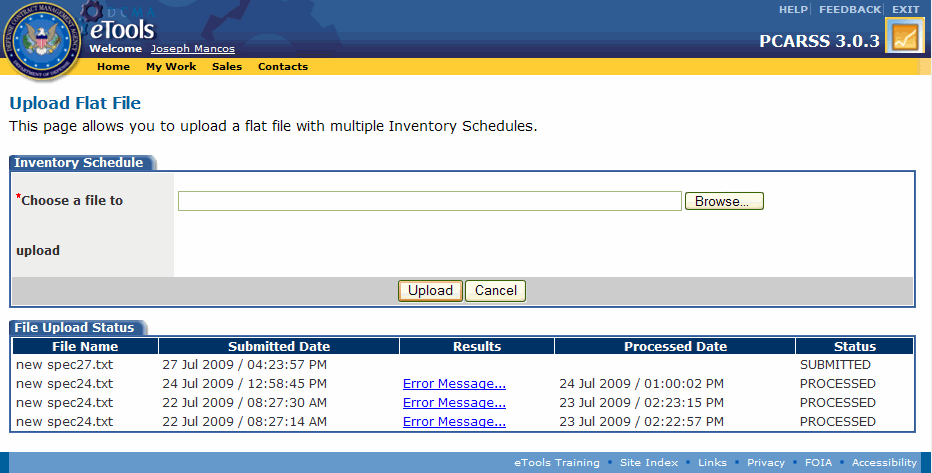 HELP | FEEDBACK | EXIT
DCMA
eTools
Welcome Joseph Mancos
PCARSS 3.0.3
Home My Work Sales Contacts
Upload Flat File
This page allows you to upload a flat file with multiple Inventory Schedules.
Inventory Schedule
*Choose a file to
Browse...
upload
Upload Cancel
File Upload Status
File Name Submitted Date Results Processed Date Status
new spec27.txt 27 Jul 2009 / 04:23:57 PM SUBMITTED
new spec24.txt 24 Jul 2009 / 12:58:45 PM Error Message... 24 Jul 2009 / 01:00:02 PM PROCESSED
new spec24.txt 22 Jul 2009 / 08:27:30 AM Error Message... 23 Jul 2009 / 02:23:15 PM PROCESSED
new spec24.txt 22 Jul 2009 / 08:27:14 AM Error Message... 23 Jul 2009 / 02:22:57 PM PROCESSED
eTools Training • Site Index • Links • Privacy • FOIA • Accessibility